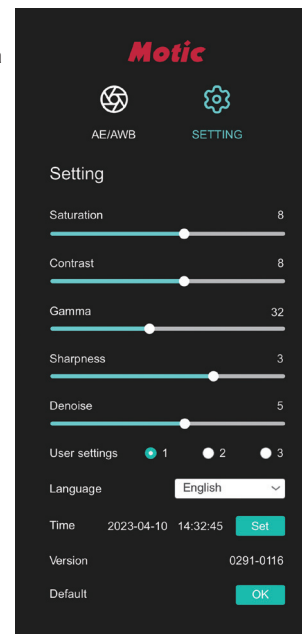 Motic
AE/AWB SETTING
Setting
Saturation 8
Contrast 8
Gamma 32
Sharpness 3
Denoise 5
User settings 1 2 3
Language English
Time 2023-04-10 14:32:45 Set
Version 0291-0116
Default OK